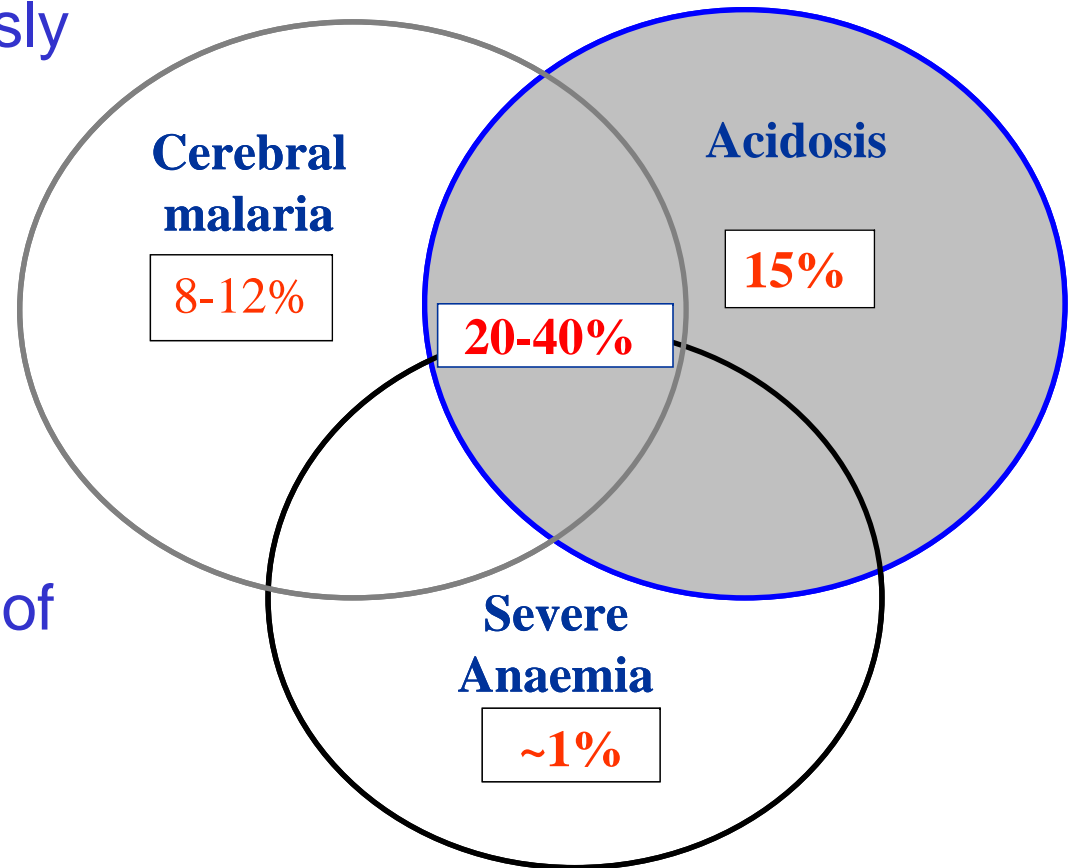 sly
Cerebral
malaria
8-12%
Acidosis
15%
20-40%
of
Severe
Anaemia
~1%